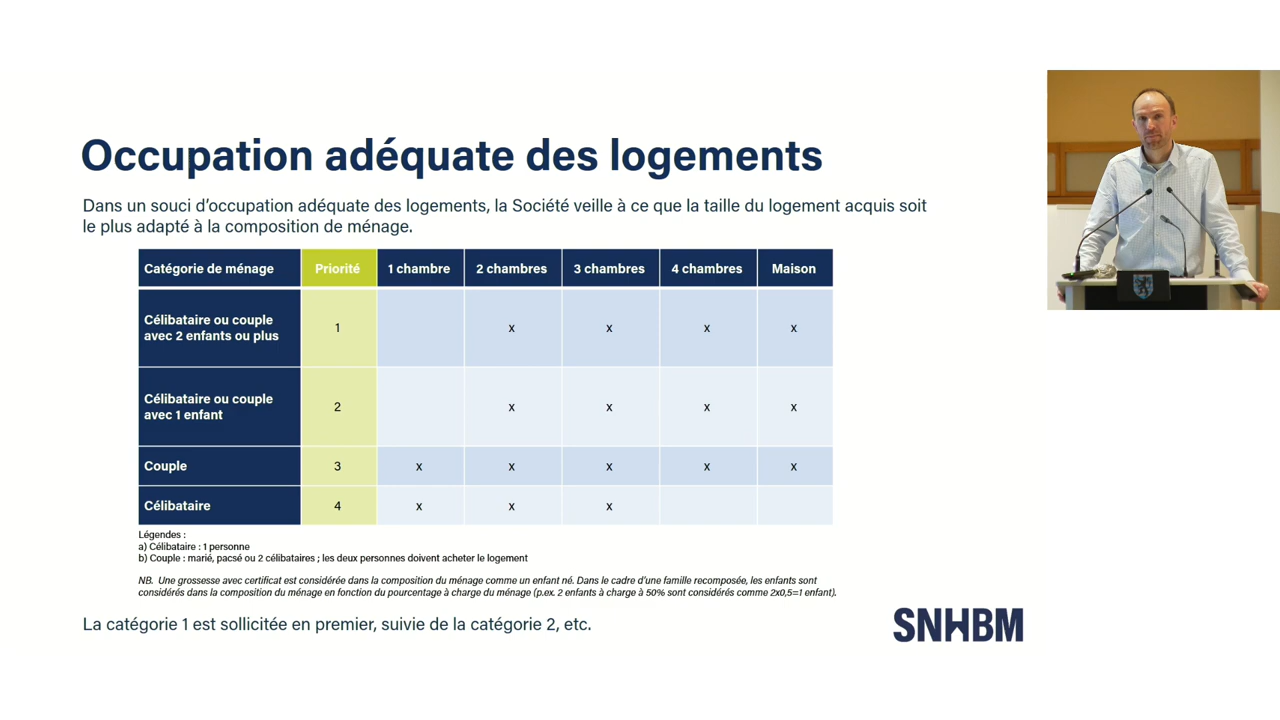 Occupation adéquate des logements
Dans un souci d’occupation adéquate des logements, la Société veille à ce que la taille du logement acquis soit
le plus adapté à la composition de ménage.
Catégorie de ménage Priorité 1 chambre 2 chambres 3 chambres 4 chambres Maison
Célibataire ou couple
avec 2 enfants ou plus 1 x x x x
Célibataire ou couple
avec 1 enfant 2 x x x x
Couple 3 x x x x x
Célibataire 4 x x x
Légendes :
a) Célibataire : 1 personne
b) Couple : marié, pacsé ou 2 célibataires ; les deux personnes doivent acheter le logement
NB. Une grossesse avec certificat est considérée dans la composition du ménage comme un enfant né. Dans le cadre d’une famille recomposée, les enfants sont
considérés dans la composition du ménage en fonction du pourcentage à charge du ménage (p.ex. 2 enfants à charge à 50% sont considérés comme 2x0,5=1 enfant).
La catégorie 1 est sollicitée en premier, suivie de la catégorie 2, etc.
SNHBM